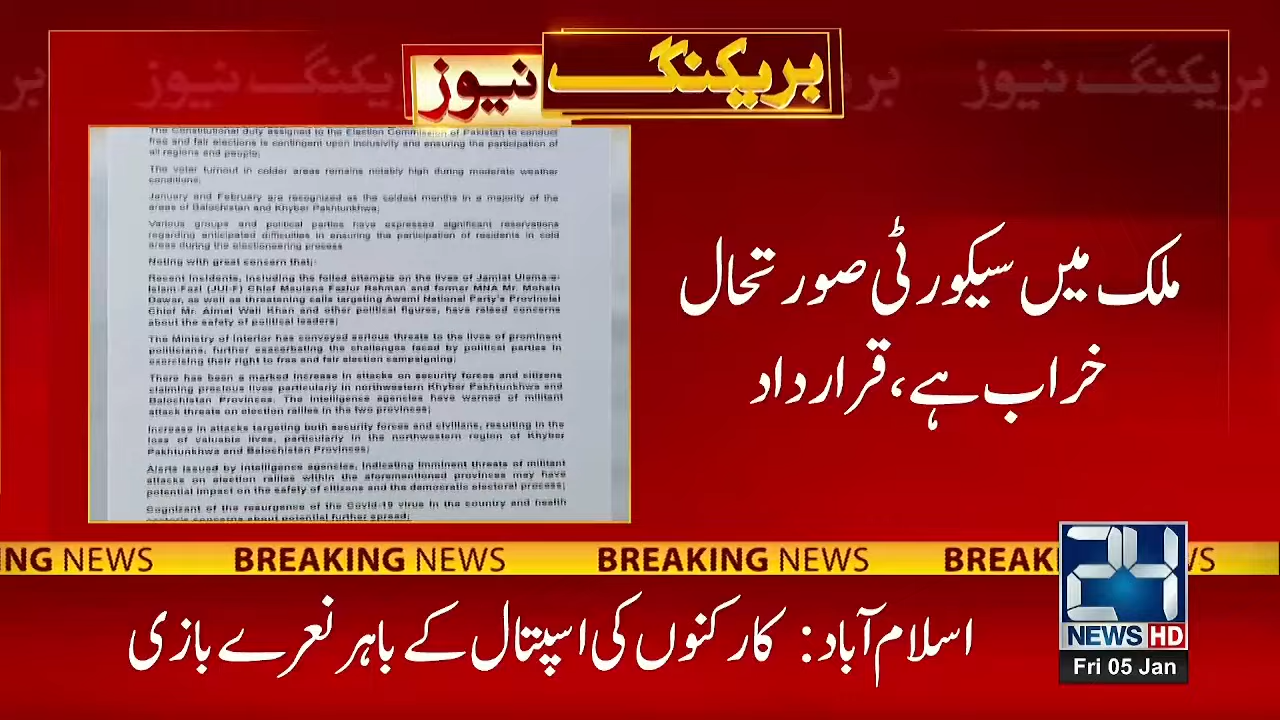 بریکنگ نیوز
The Constitutional duty assigned to the Election Commission of Pakistan to conduct
free and fair elections is contingent upon inclusivity and ensuring the participation of
all regions and people;
The voter turnout in colder areas remains notably high during moderate weather
conditions;
January and February are recognized as the coldest months in a majority of the
areas of Balochistan and Khyber Pakhtunkhwa;
Various groups and political parties have expressed significant reservations
regarding anticipated difficulties in ensuring the participation of residents in cold
areas during the electioneering process
Noting with great concern that;
Recent Incidents, including the failed attempts on the lives of Jamiat Ulema-e-
Islam-Fazl (JUI-F) Chief Maulana Fazlur Rehman and former MNA Mr. Mohsin
Dawar, as well as threatening calls targeting Awami National Party's Provincial
Chief Mr. Aimal Wali Khan and other political figures, have raised concerns
about the safety of political leaders;
The Ministry of Interior has conveyed serious threats to the lives of prominent
politicians, further exacerbating the challenges faced by political parties in
exercising their right to free and fair election campaigning;
There has been a marked increase in attacks on security forces and citizens
claiming precious lives particularly in northwestern Khyber Pakhtunkhwa and
Balochistan Provinces. The Intelligence agencies have warned of militant
attack threats on election rallies in the two provinces;
Increase in attacks targeting both security forces and civilians, resulting in the
loss of valuable lives, particularly in the northwestern region of Khyber
Pakhtunkhwa and Balochistan Provinces;
Alerts issued by intelligence agencies, indicating imminent threats of militant
attacks on election rallies within the aforementioned provinces may have
potential impact on the safety of citizens and the democratic electoral process;
Cognizant of the resurgence of the Covid-19 virus in the country and health
concerns about potential further spread;
ملک میں سیکورٹی صورتحال
خراب ہے، قرارداد
ING NEWS BREAKING NEWS BREAKING NEWS BREAK WS
24
NEWS HD
Fri 05 Jan
اسلام آباد: کارکنوں کی اسپتال کے باہر نعرے بازی